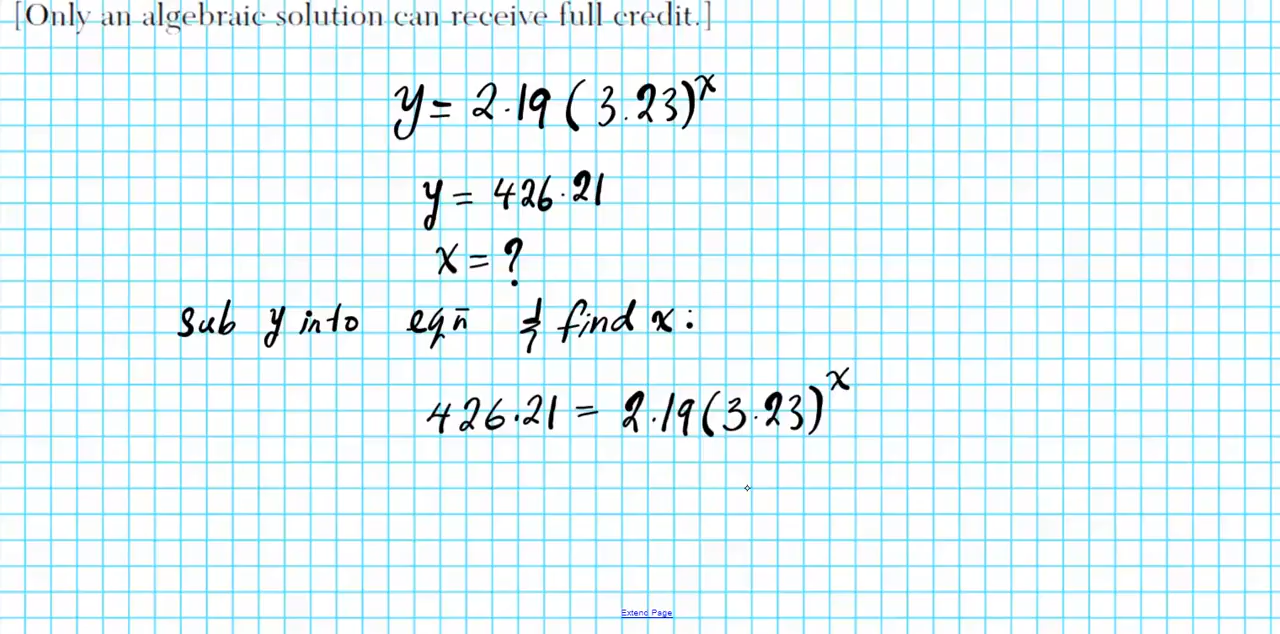 [Only an algebraic solution can receive full credit.]
y = 2.19 (3.23)^x
y = 426.21
x = ?
sub y into eqn̄ & find x:
426.21 = 2.19(3.23)^x
Extend Page